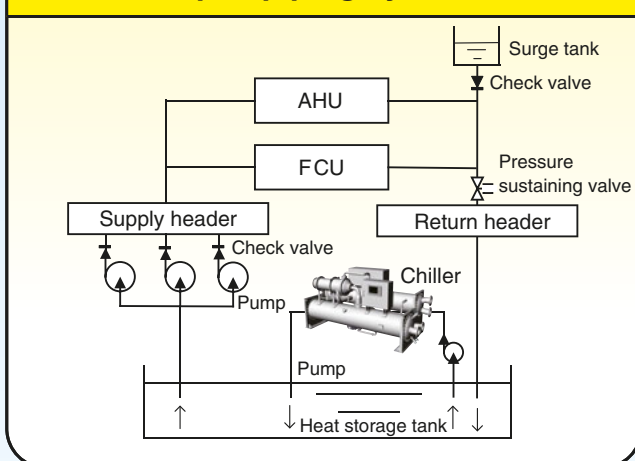 Surge tank
Check valve
AHU
FCU
Pressure
sustaining valve
Supply header
Return header
Check valve
Chiller
Pump
Pump
Heat storage tank